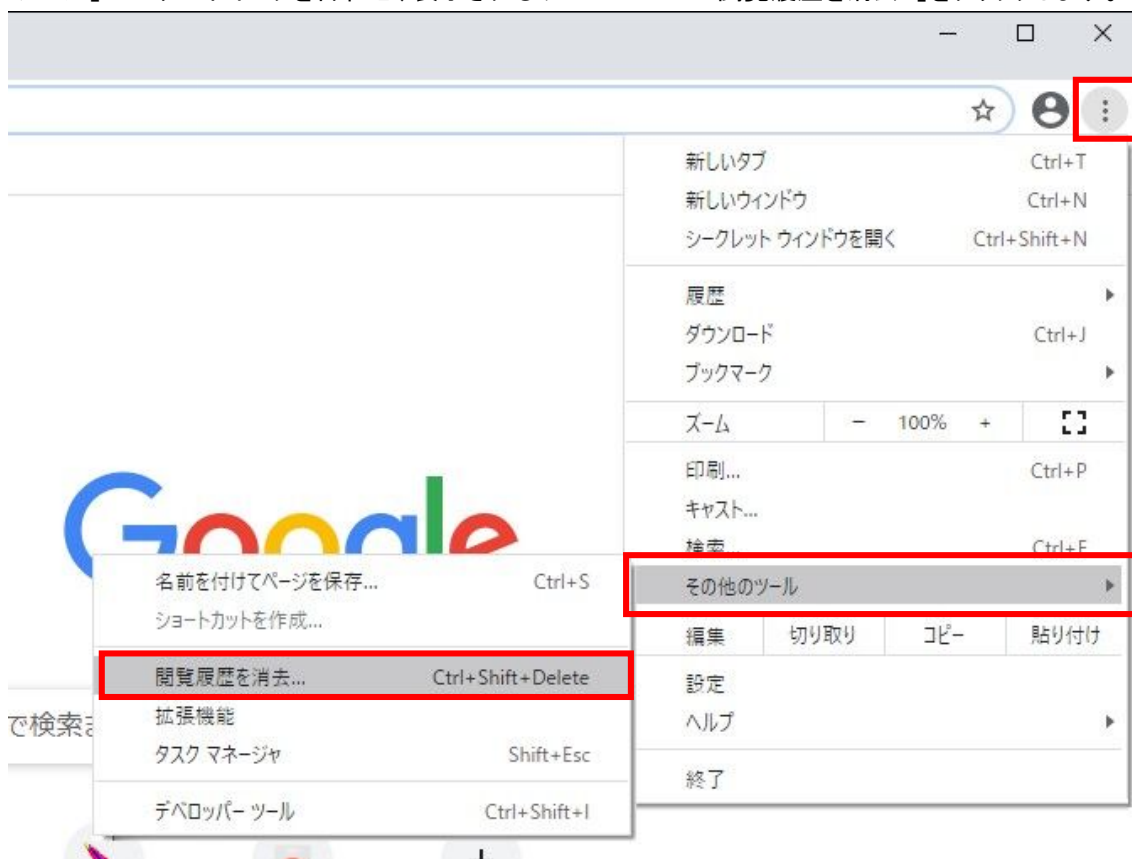 新しいタブ Ctrl+T
新しいウィンドウ Ctrl+N
シークレット ウィンドウを開く Ctrl+Shift+N
履歴
ダウンロード Ctrl+J
ブックマーク
ズーム − 100% +
印刷... Ctrl+P
キャスト...
検索... Ctrl+F
その他のツール
編集 切り取り コピー 貼り付け
設定
ヘルプ
終了
Google
名前を付けてページを保存... Ctrl+S
ショートカットを作成...
閲覧履歴を消去... Ctrl+Shift+Delete
拡張機能
タスク マネージャ Shift+Esc
デベロッパー ツール Ctrl+Shift+I
で検索